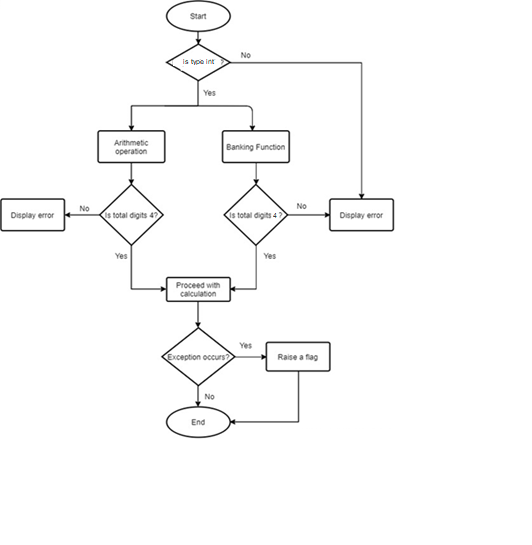 Start
is type int ?
No
Yes
Arithmetic
operation
Banking Function
Display error
No
Is total digits 4?
Is total digits 4 ?
No
Display error
Yes
Yes
Proceed with
calculation
Exception occurs?
Yes
Raise a flag
No
End